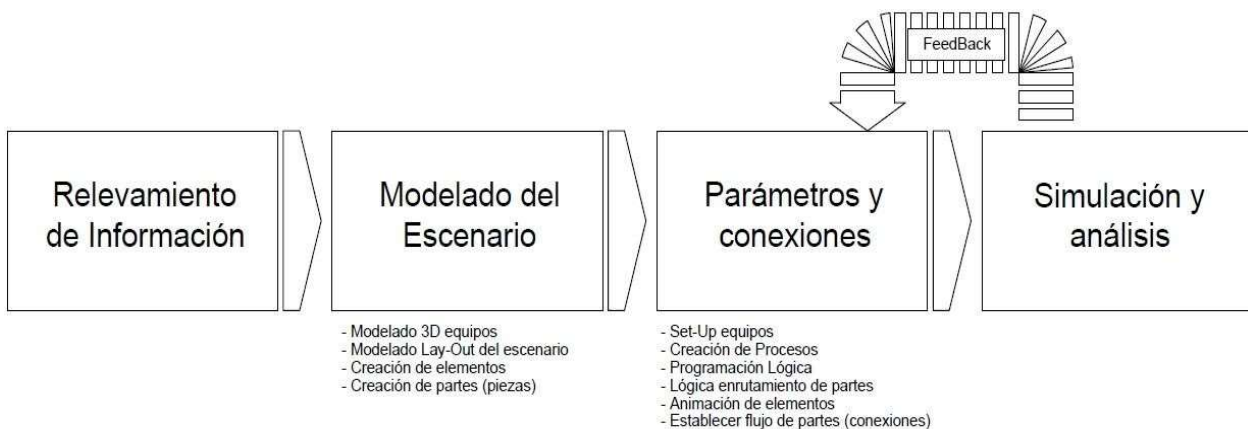 FeedBack
Relevamiento
de Información
Modelado del
Escenario
- Modelado 3D equipos
- Modelado Lay-Out del escenario
- Creación de elementos
- Creación de partes (piezas)
Parámetros y
conexiones
- Set-Up equipos
- Creación de Procesos
- Programación Lógica
- Lógica enrutamiento de partes
- Animación de elementos
- Establecer flujo de partes (conexiones)
Simulación y
análisis